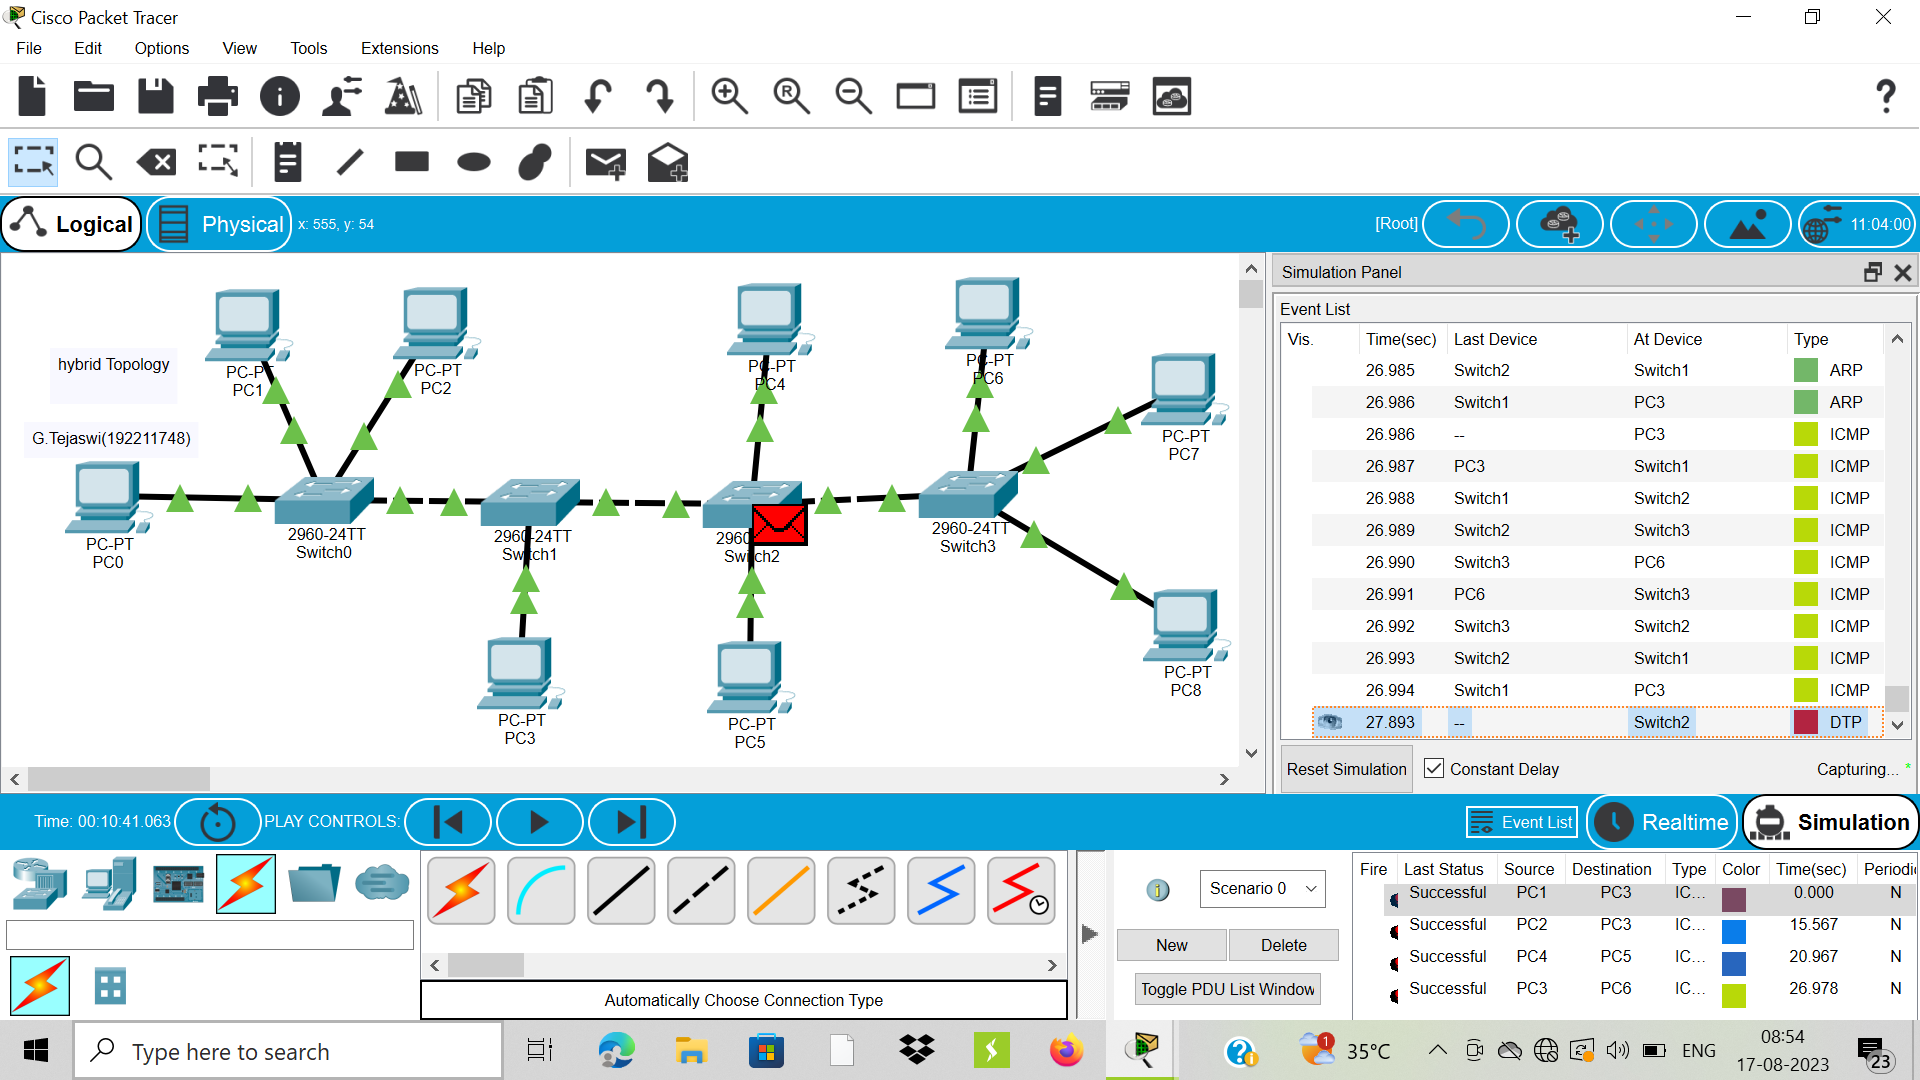 Cisco Packet Tracer
File Edit Options View Tools Extensions Help
Logical Physical x: 555, y: 54 [Root] 11:04:00
hybrid Topology
G.Tejaswi(192211748)
PC-PT
PC1
PC-PT
PC2
PC-PT
PC4
PC-PT
PC6
PC-PT
PC7
PC-PT
PC0
2960-24TT
Switch0
2960-24TT
Switch1
2960
Switch2
2960-24TT
Switch3
PC-PT
PC3
PC-PT
PC5
PC-PT
PC8
Simulation Panel
Event List
Vis. Time(sec) Last Device At Device Type
26.985 Switch2 Switch1 ARP
26.986 Switch1 PC3 ARP
26.986 -- PC3 ICMP
26.987 PC3 Switch1 ICMP
26.988 Switch1 Switch2 ICMP
26.989 Switch2 Switch3 ICMP
26.990 Switch3 PC6 ICMP
26.991 PC6 Switch3 ICMP
26.992 Switch3 Switch2 ICMP
26.993 Switch2 Switch1 ICMP
26.994 Switch1 PC3 ICMP
27.893 -- Switch2 DTP
Reset Simulation Constant Delay Capturing... *
Time: 00:10:41.063 PLAY CONTROLS: Event List Realtime Simulation
Automatically Choose Connection Type
Scenario 0
New Delete
Toggle PDU List Window
Fire Last Status Source Destination Type Color Time(sec) Periodic
Successful PC1 PC3 IC... 0.000 N
Successful PC2 PC3 IC... 15.567 N
Successful PC4 PC5 IC... 20.967 N
Successful PC3 PC6 IC... 26.978 N
Type here to search
1 35°C ENG 08:54
17-08-2023 23